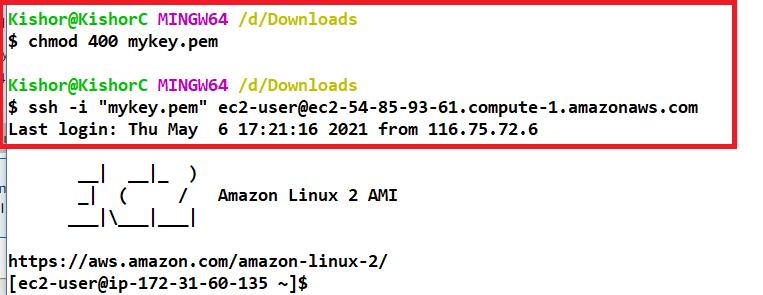 Kishor@KishorC MINGW64 /d/Downloads
$ chmod 400 mykey.pem
Kishor@KishorC MINGW64 /d/Downloads
$ ssh -i "mykey.pem" ec2-user@ec2-54-85-93-61.compute-1.amazonaws.com
Last login: Thu May  6 17:21:16 2021 from 116.75.72.6
       __|  __|_  )
       _|  (     /   Amazon Linux 2 AMI
      ___|\___|___|
https://aws.amazon.com/amazon-linux-2/
[ec2-user@ip-172-31-60-135 ~]$